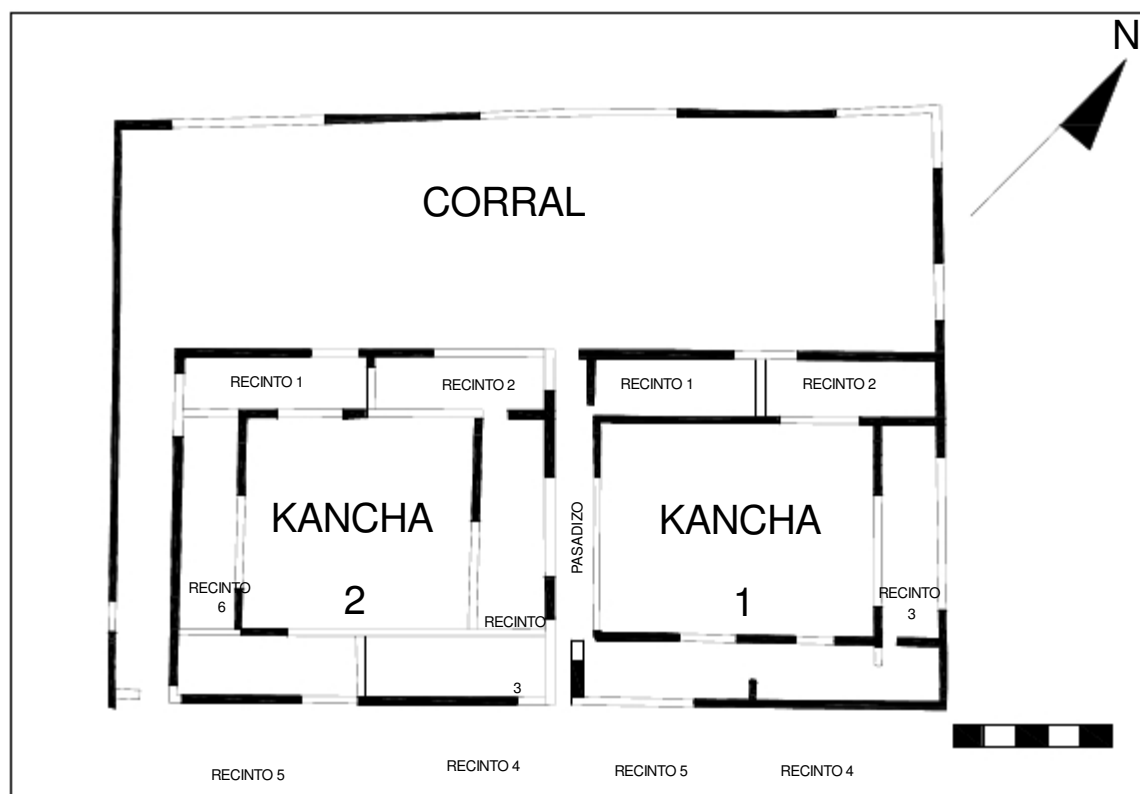 N
CORRAL
RECINTO 1
RECINTO 2
RECINTO 1
RECINTO 2
KANCHA
2
KANCHA
1
PASADIZO
RECINTO
6
RECINTO
3
RECINTO
3
RECINTO 5
RECINTO 4
RECINTO 5
RECINTO 4